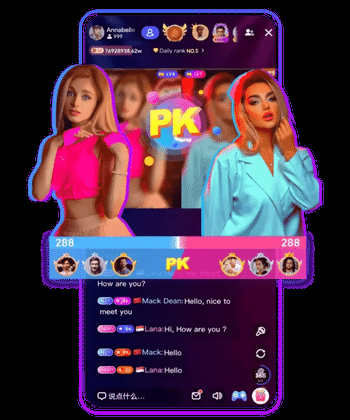 Annabelle
999
76928938.62w
Daily rank NO.5 >
PK
288
288
PK
How are you?
Mack Dean: Hello, nice to
meet you
Lana: Hi, How are you ?
Mack: Hello
Lana: Hello
说点什么...